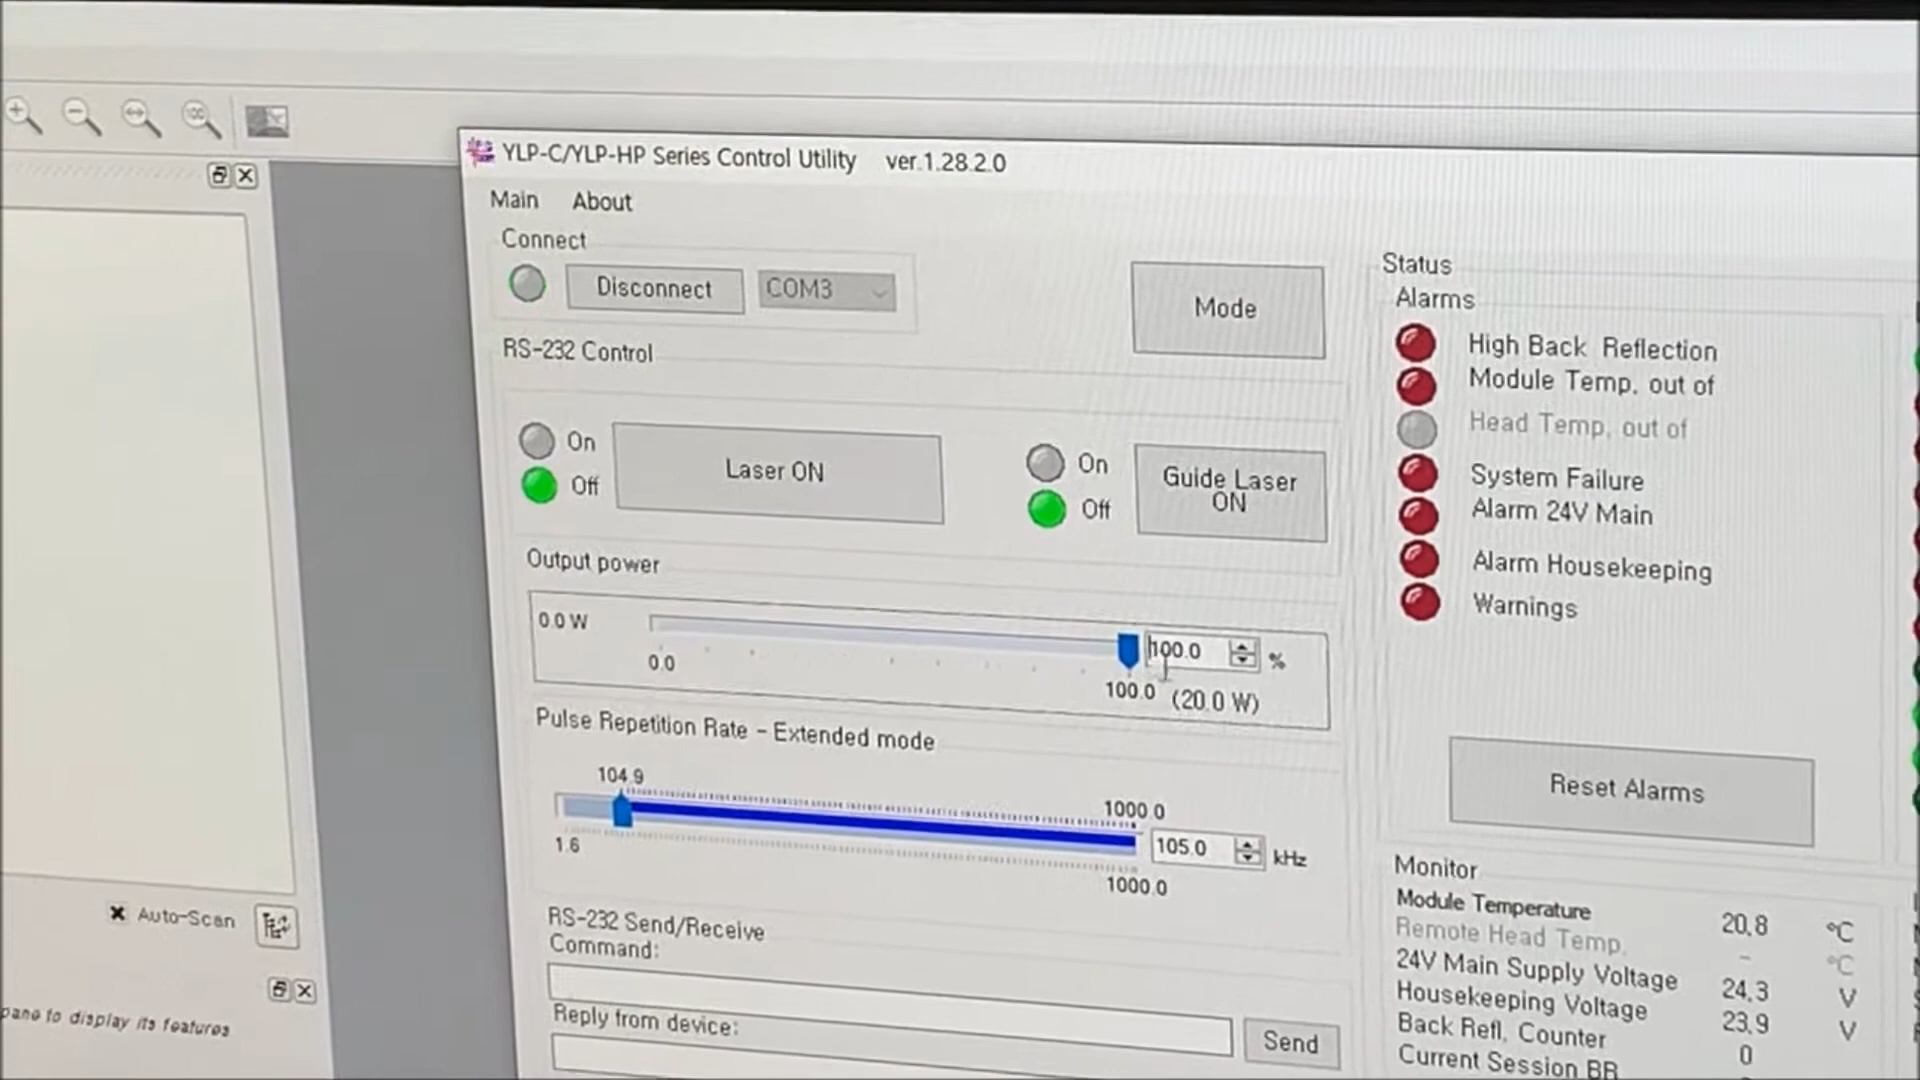 YLP-C/YLP-HP Series Control Utility ver.1.28.2.0
Main About
Connect
Disconnect COM3
Mode
RS-232 Control
On
Off
Laser ON
On
Off
Guide Laser
ON
Output power
0.0 W
0.0
100.0 %
100.0 (20.0 W)
Pulse Repetition Rate - Extended mode
104.9
1000.0
1.6
105.0 kHz
1000.0
RS-232 Send/Receive
Command:
Reply from device:
Send
Status
Alarms
High Back Reflection
Module Temp. out of
Head Temp. out of
System Failure
Alarm 24V Main
Alarm Housekeeping
Warnings
Reset Alarms
Monitor
Module Temperature 20,8 °C
Remote Head Temp. - °C
24V Main Supply Voltage 24,3 V
Housekeeping Voltage 23,9 V
Back Refl. Counter 0
Current Session BR
100
Auto-Scan
pane to display its features